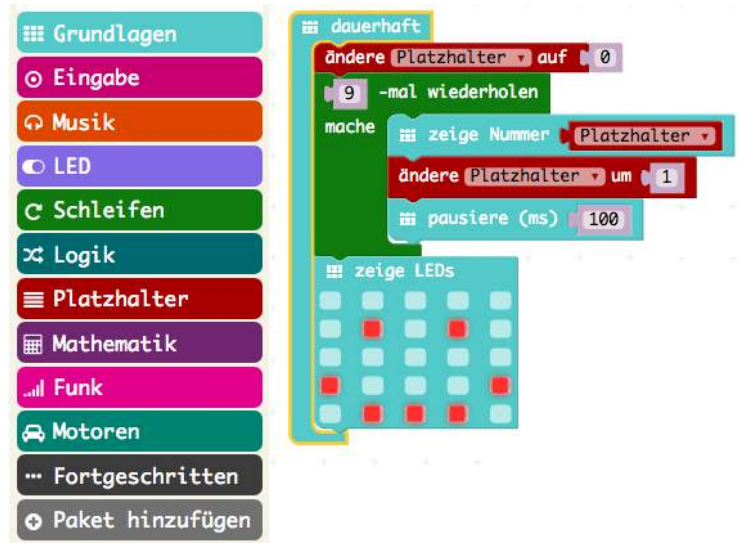 Grundlagen
Eingabe
Musik
LED
Schleifen
Logik
Platzhalter
Mathematik
Funk
Motoren
Fortgeschritten
Paket hinzufügen
dauerhaft
ändere Platzhalter auf 0
9 -mal wiederholen
mache
zeige Nummer Platzhalter
ändere Platzhalter um 1
pausiere (ms) 100
zeige LEDs